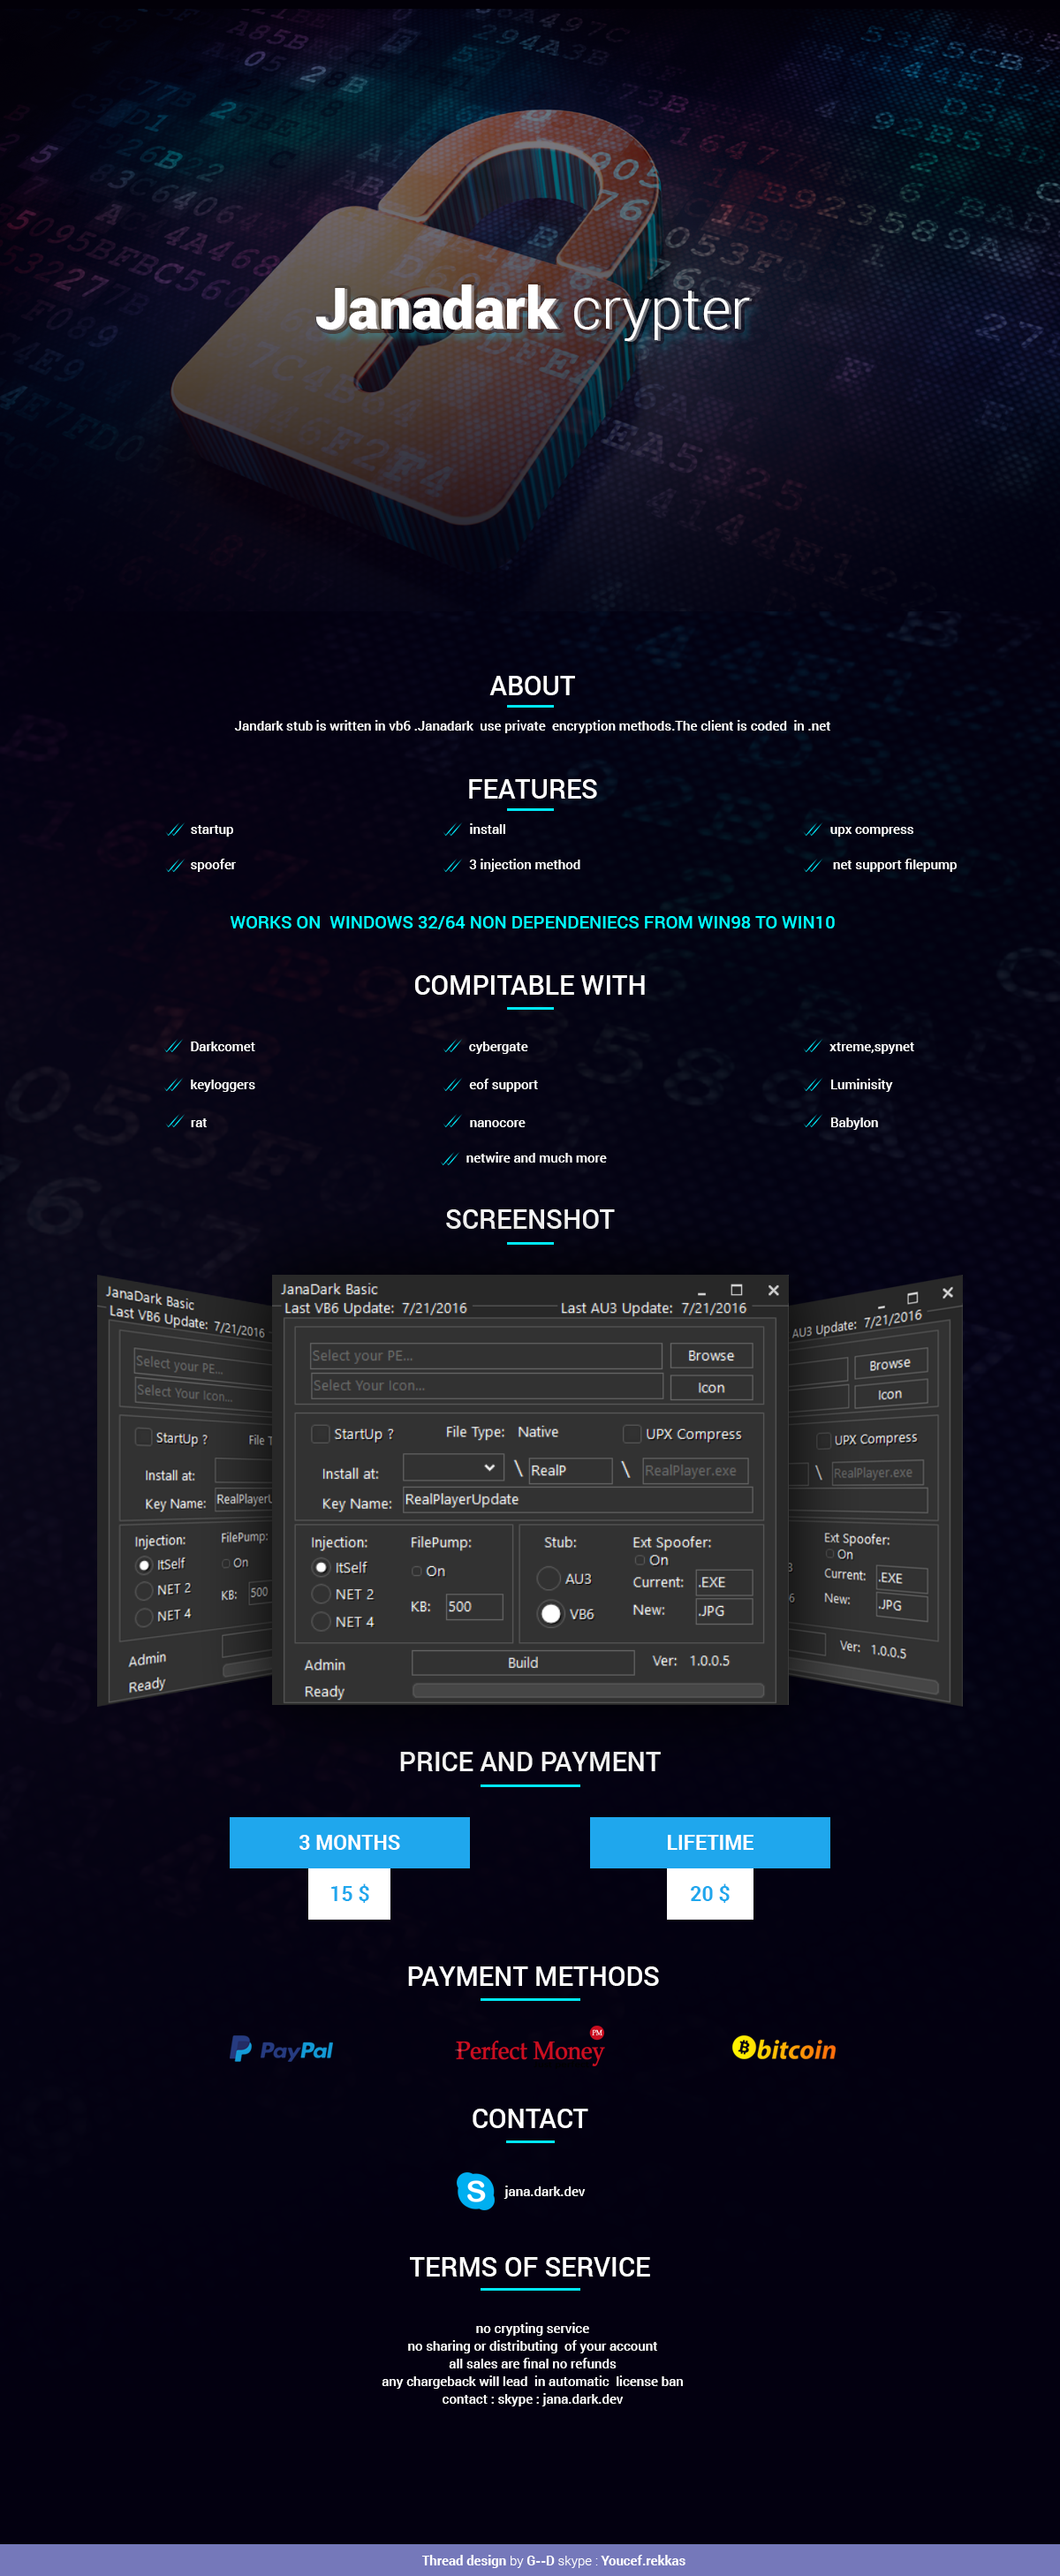 Janadark crypter
ABOUT
Jandark stub is written in vb6 .Janadark use private encryption methods.The client is coded in .net
FEATURES
startup
install
upx compress
spoofer
3 injection method
net support filepump
WORKS ON WINDOWS 32/64 NON DEPENDENIECS FROM WIN98 TO WIN10
COMPITABLE WITH
Darkcomet
cybergate
xtreme,spynet
keyloggers
eof support
Luminisity
rat
nanocore
Babylon
netwire and much more
SCREENSHOT
JanaDark Basic
Last VB6 Update: 7/21/2016
Select your PE...
Select Your Icon...
StartUp ?
File T
Install at:
Key Name: RealPlayerU
Injection:
FilePump:
ItSelf
On
NET 2
KB: 500
NET 4
Admin
Ready
JanaDark Basic
Last VB6 Update: 7/21/2016
Last AU3 Update: 7/21/2016
Select your PE...
Browse
Select Your Icon...
Icon
StartUp ?
File Type: Native
UPX Compress
Install at:
\ RealP \ RealPlayer.exe
Key Name: RealPlayerUpdate
Injection:
FilePump:
Stub:
Ext Spoofer:
ItSelf
On
AU3
On
Current: .EXE
NET 2
KB: 500
VB6
New: .JPG
NET 4
Admin
Build
Ver: 1.0.0.5
Ready
AU3 Update: 7/21/2016
Browse
Icon
UPX Compress
\ RealPlayer.exe
Ext Spoofer:
On
Current: .EXE
New: .JPG
Ver: 1.0.0.5
PRICE AND PAYMENT
3 MONTHS
LIFETIME
15 $
20 $
PAYMENT METHODS
PayPal
Perfect Money
PM
bitcoin
CONTACT
jana.dark.dev
TERMS OF SERVICE
no crypting service
no sharing or distributing of your account
all sales are final no refunds
any chargeback will lead in automatic license ban
contact : skype : jana.dark.dev
Thread design by G--D skype : Youcef.rekkas